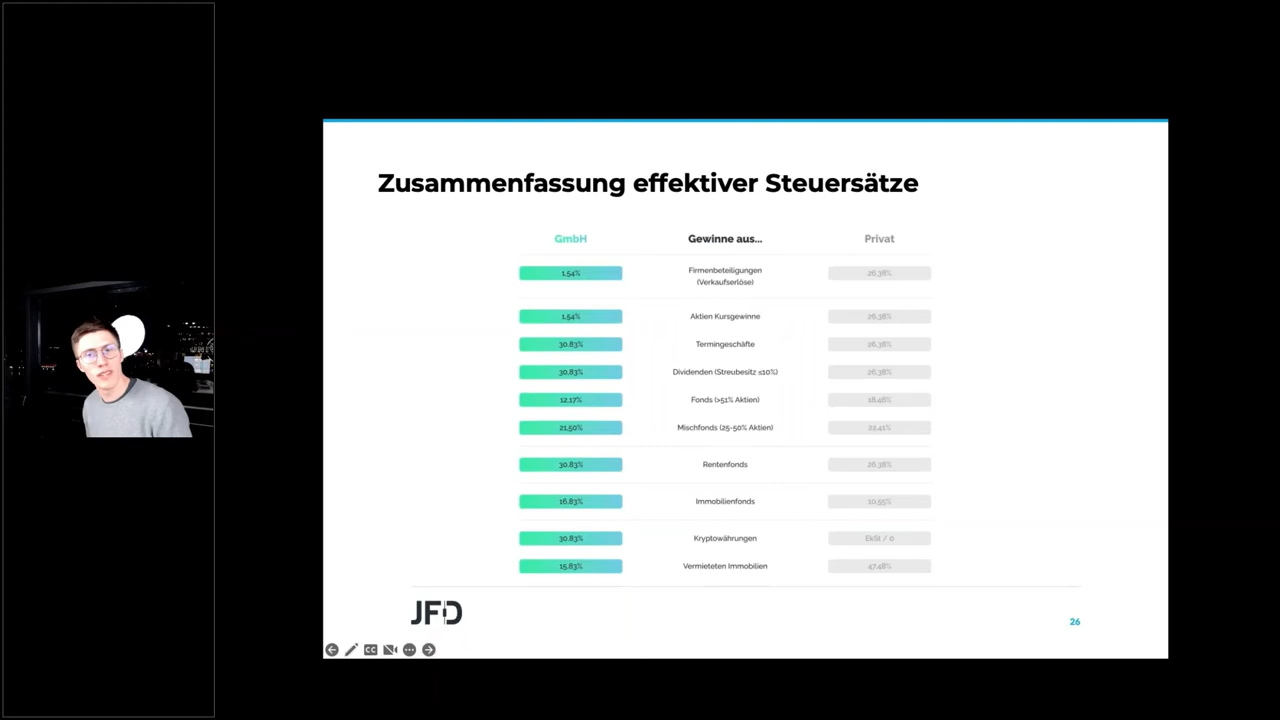 Zusammenfassung effektiver Steuersätze
GmbH Gewinne aus... Privat
1,54% Firmenbeteiligungen (Verkaufserlöse) 26,38%
1,54% Aktien Kursgewinne 26,38%
30,83% Termingeschäfte 26,38%
30,83% Dividenden (Streubesitz ≤10%) 26,38%
12,17% Fonds (>51% Aktien) 18,46%
21,50% Mischfonds (25-50% Aktien) 22,41%
30,83% Rentenfonds 26,38%
16,83% Immobilienfonds 10,55%
30,83% Kryptowährungen EkSt / 0
15,83% Vermieteten Immobilien 47,48%
JFD
26
CC